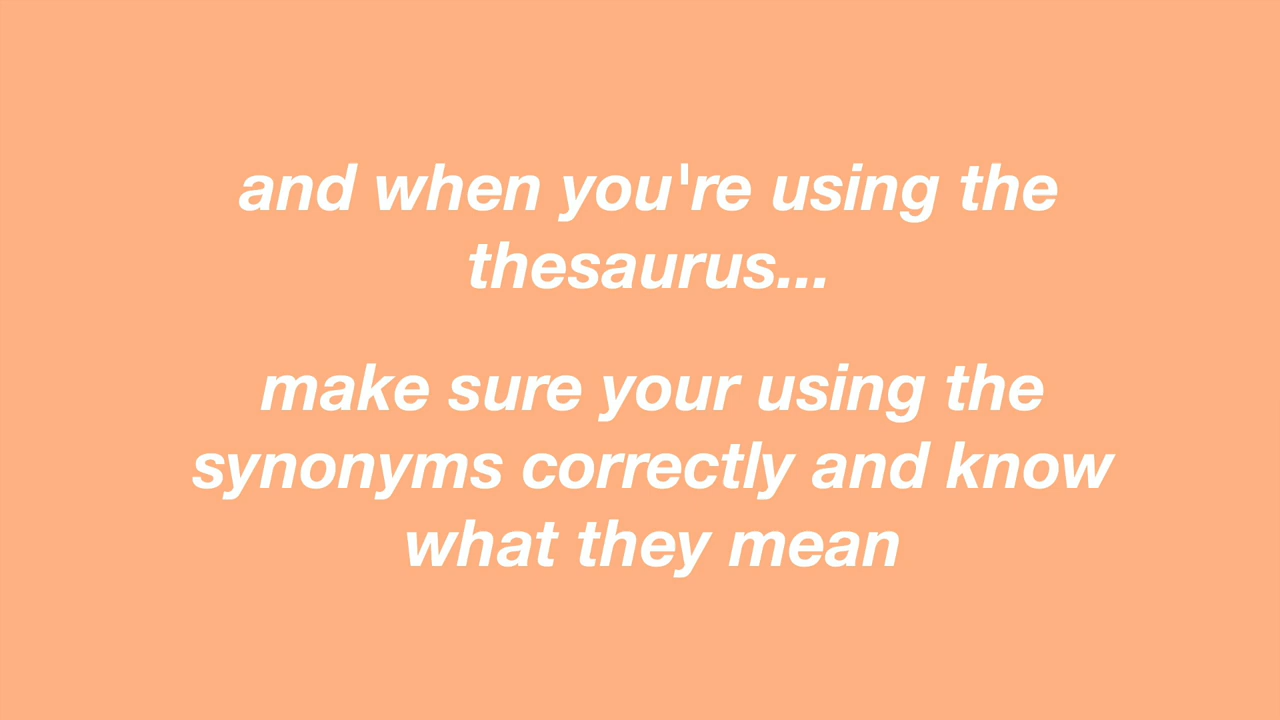 and when you're using the
thesaurus...
make sure your using the
synonyms correctly and know
what they mean